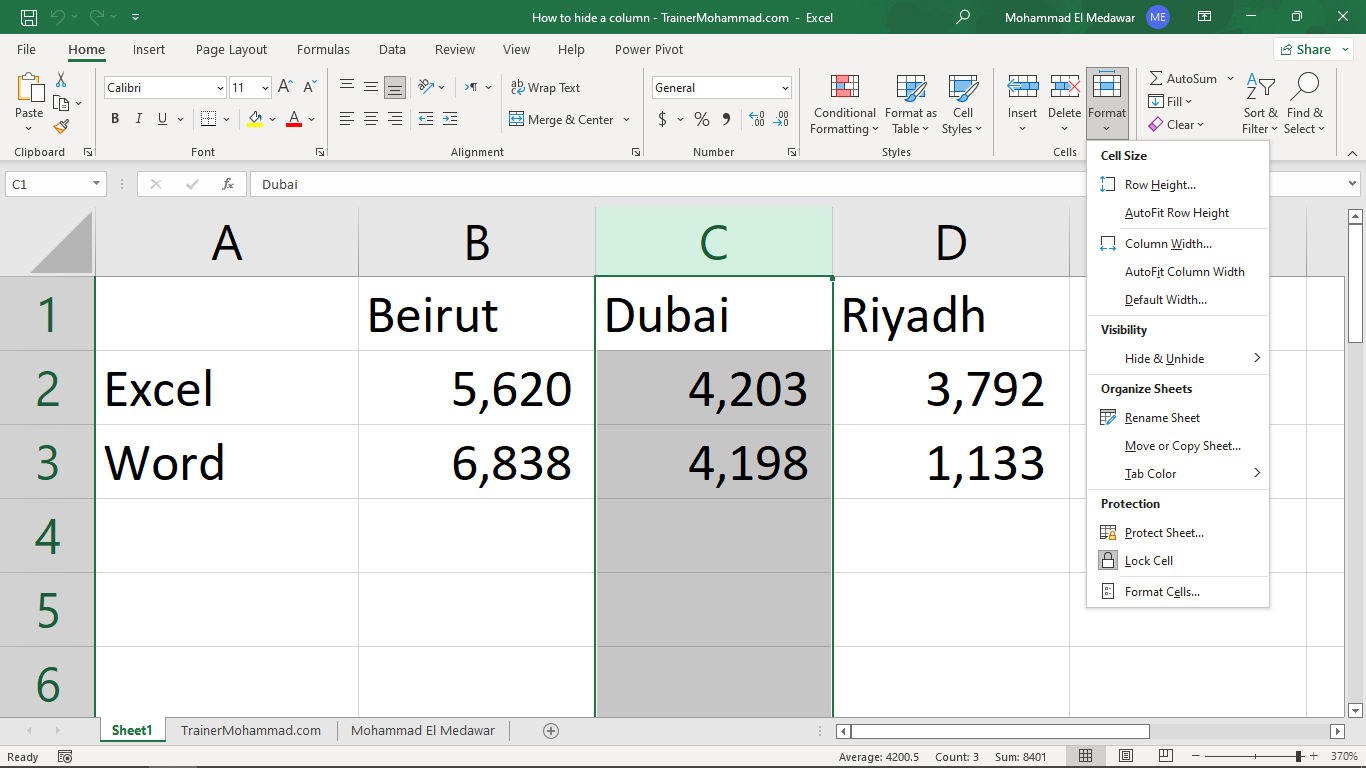 How to hide a column - TrainerMohammad.com - Excel
Mohammad El Medawar ME
File Home Insert Page Layout Formulas Data Review View Help Power Pivot Share
Paste
Clipboard
Calibri 11
B I U A
Font
Wrap Text
Merge & Center
Alignment
General
$ % 9
Number
Conditional Formatting
Format as Table
Cell Styles
Styles
Insert Delete Format
Cells
AutoSum
Fill
Clear
Sort & Filter
Find & Select
C1 fx Dubai
A B C D
1 Beirut Dubai Riyadh
2 Excel 5,620 4,203 3,792
3 Word 6,838 4,198 1,133
4
5
6
Cell Size
Row Height...
AutoFit Row Height
Column Width...
AutoFit Column Width
Default Width...
Visibility
Hide & Unhide
Organize Sheets
Rename Sheet
Move or Copy Sheet...
Tab Color
Protection
Protect Sheet...
Lock Cell
Format Cells...
Sheet1 TrainerMohammad.com Mohammad El Medawar
Ready Average: 4200.5 Count: 3 Sum: 8401 370%